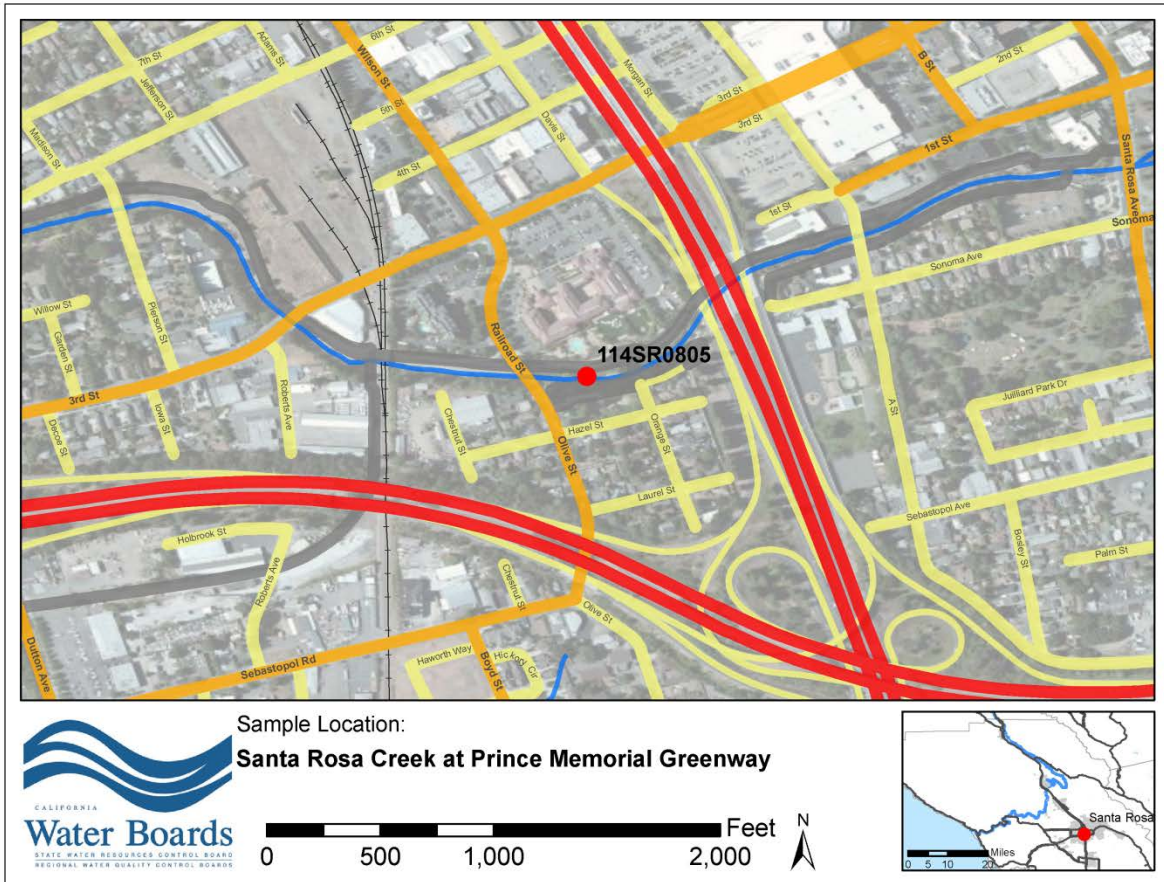 7th St
Adams St
6th St
Wilson St
Jefferson St
5th St
Madison St
4th St
Davis St
Morgan St
3rd St
3rd St
B St
2nd St
1st St
1st St
Santa Rosa Ave
Sonoma
Sonoma Ave
Willow St
Garden St
Pierson St
Railroad St
114SR0805
3rd St
Decoe St
Iowa St
Roberts Ave
Chestnut St
Hazel St
Orange St
Olive St
Laurel St
A St
Juilliard Park Dr
Sebastopol Ave
Bosley St
Palm St
Holbrook St
Roberts Ave
Chestnut St
Olive St
Dutton Ave
Sebastopol Rd
Haworth Way
Boyd St
Hickory Cir
CALIFORNIA
Water Boards
STATE WATER RESOURCES CONTROL BOARD
REGIONAL WATER QUALITY CONTROL BOARDS
Sample Location:
Santa Rosa Creek at Prince Memorial Greenway
Feet
0 500 1,000 2,000
N
Santa Rosa
Miles
0 5 10 20